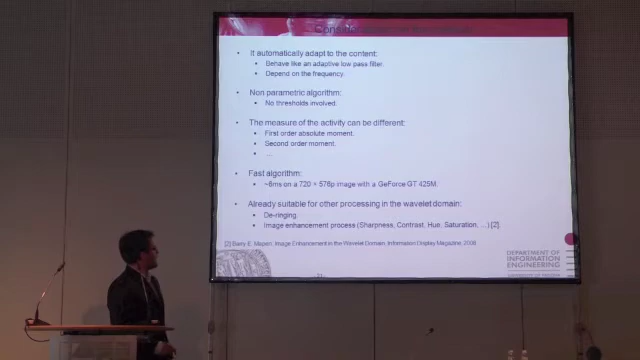 • It automatically adapt to the content:
• Behave like an adaptive low pass filter.
• Depend on the frequency.
• Non parametric algorithm:
• No thresholds involved.
• The measure of the activity can be different:
• First order absolute moment.
• Second order moment.
• ...
• Fast algorithm:
• ~6ms on a 720 × 576p image with a GeForce GT 425M.
• Already suitable for other processing in the wavelet domain:
• De-ringing.
• Image enhancement process (Sharpness, Contrast, Hue, Saturation, ...) [2].
[2] Barry E. Image Enhancement in the Wavelet Domain, Information Display Magazine, 2008
DEPARTMENT OF
INFORMATION
ENGINEERING